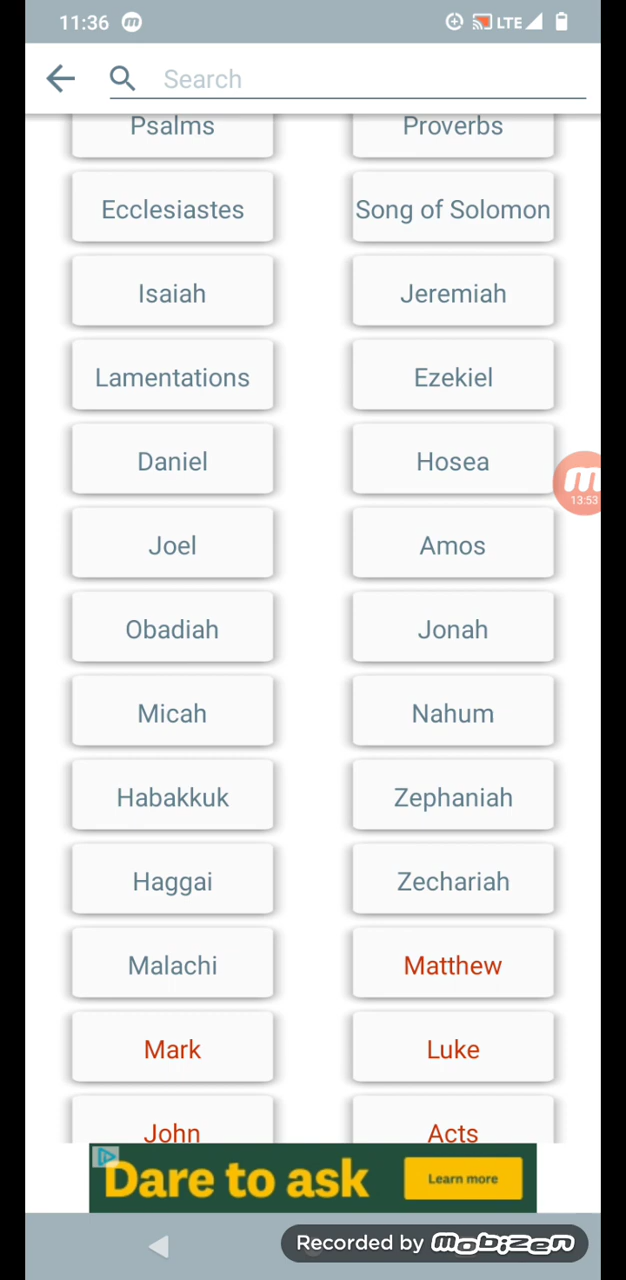 11:36 m LTE
Search
Psalms Proverbs
Ecclesiastes Song of Solomon
Isaiah Jeremiah
Lamentations Ezekiel
Daniel Hosea
m
13:53
Joel Amos
Obadiah Jonah
Micah Nahum
Habakkuk Zephaniah
Haggai Zechariah
Malachi Matthew
Mark Luke
John Acts
Dare to ask Learn more
Recorded by mobizen